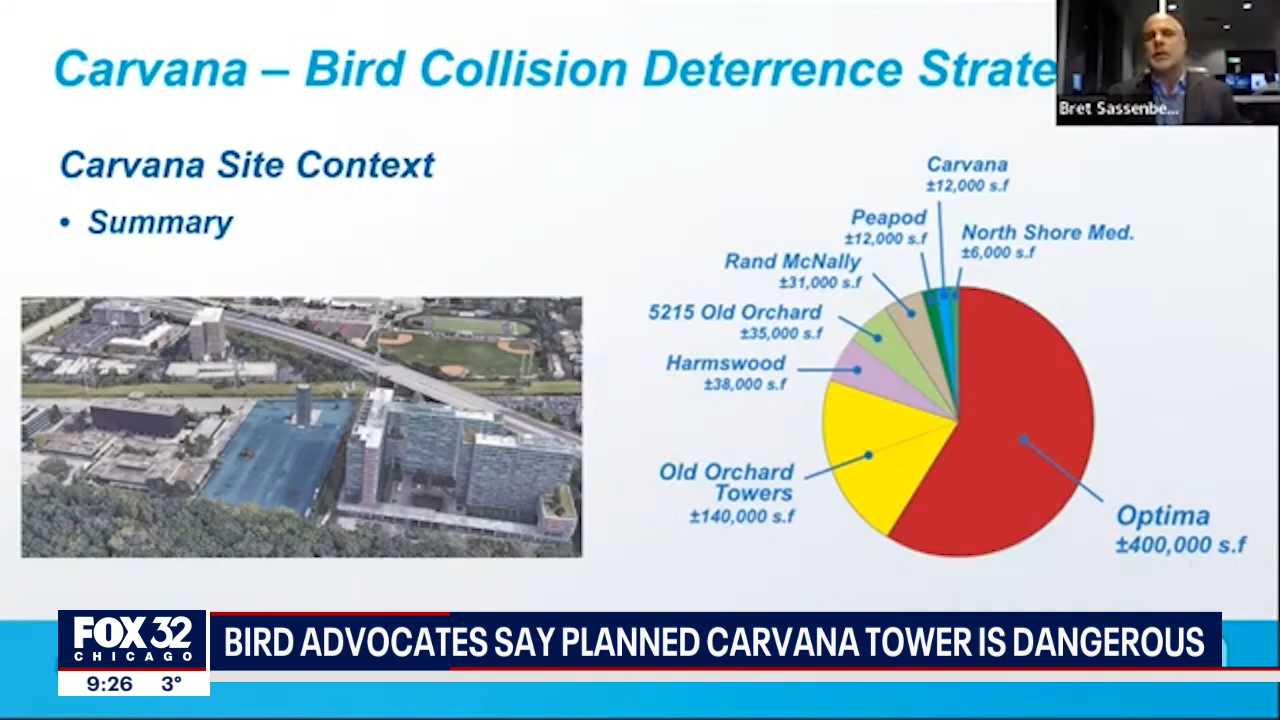 Carvana – Bird Collision Deterrence Strate
Bret Sassenbe...
Carvana Site Context
• Summary
Carvana
±12,000 s.f
Peapod
±12,000 s.f
North Shore Med.
±6,000 s.f
Rand McNally
±31,000 s.f
5215 Old Orchard
±35,000 s.f
Harmswood
±38,000 s.f
Old Orchard
Towers
±140,000 s.f
Optima
±400,000 s.f
FOX 32
CHICAGO
BIRD ADVOCATES SAY PLANNED CARVANA TOWER IS DANGEROUS
9:26 3°